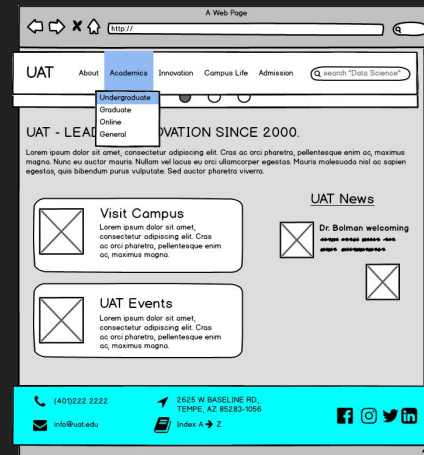 A Web Page
http://
UAT About Academics Innovation Campus Life Admission search "Data Science"
Undergraduate
Graduate
Online
General
UAT - LEAD OVATION SINCE 2000.
Lorem ipsum dolor sit amet, consectetur adipiscing elit. Cras ac orci pharetra, pellentesque enim ac, maximus
magna. Nunc eu auctor mauris. Nullam vel lacus eu orci ullamcorper egestas. Mauris malesuada nisl ac sapien
egestas, quis bibendum purus vulputate. Sed auctor pharetra viverra.
UAT News
Dr. Bolman welcoming
Visit Campus
Lorem ipsum dolor sit amet,
consectetur adipiscing elit. Cras
ac orci pharetra, pellentesque enim
ac, maximus magna.
UAT Events
Lorem ipsum dolor sit amet,
consectetur adipiscing elit. Cras
ac orci pharetra, pellentesque enim
ac, maximus magna.
(401)222 2222
2625 W BASELINE RD,
TEMPE, AZ 85283-1056
info@uat.edu
Index A → Z